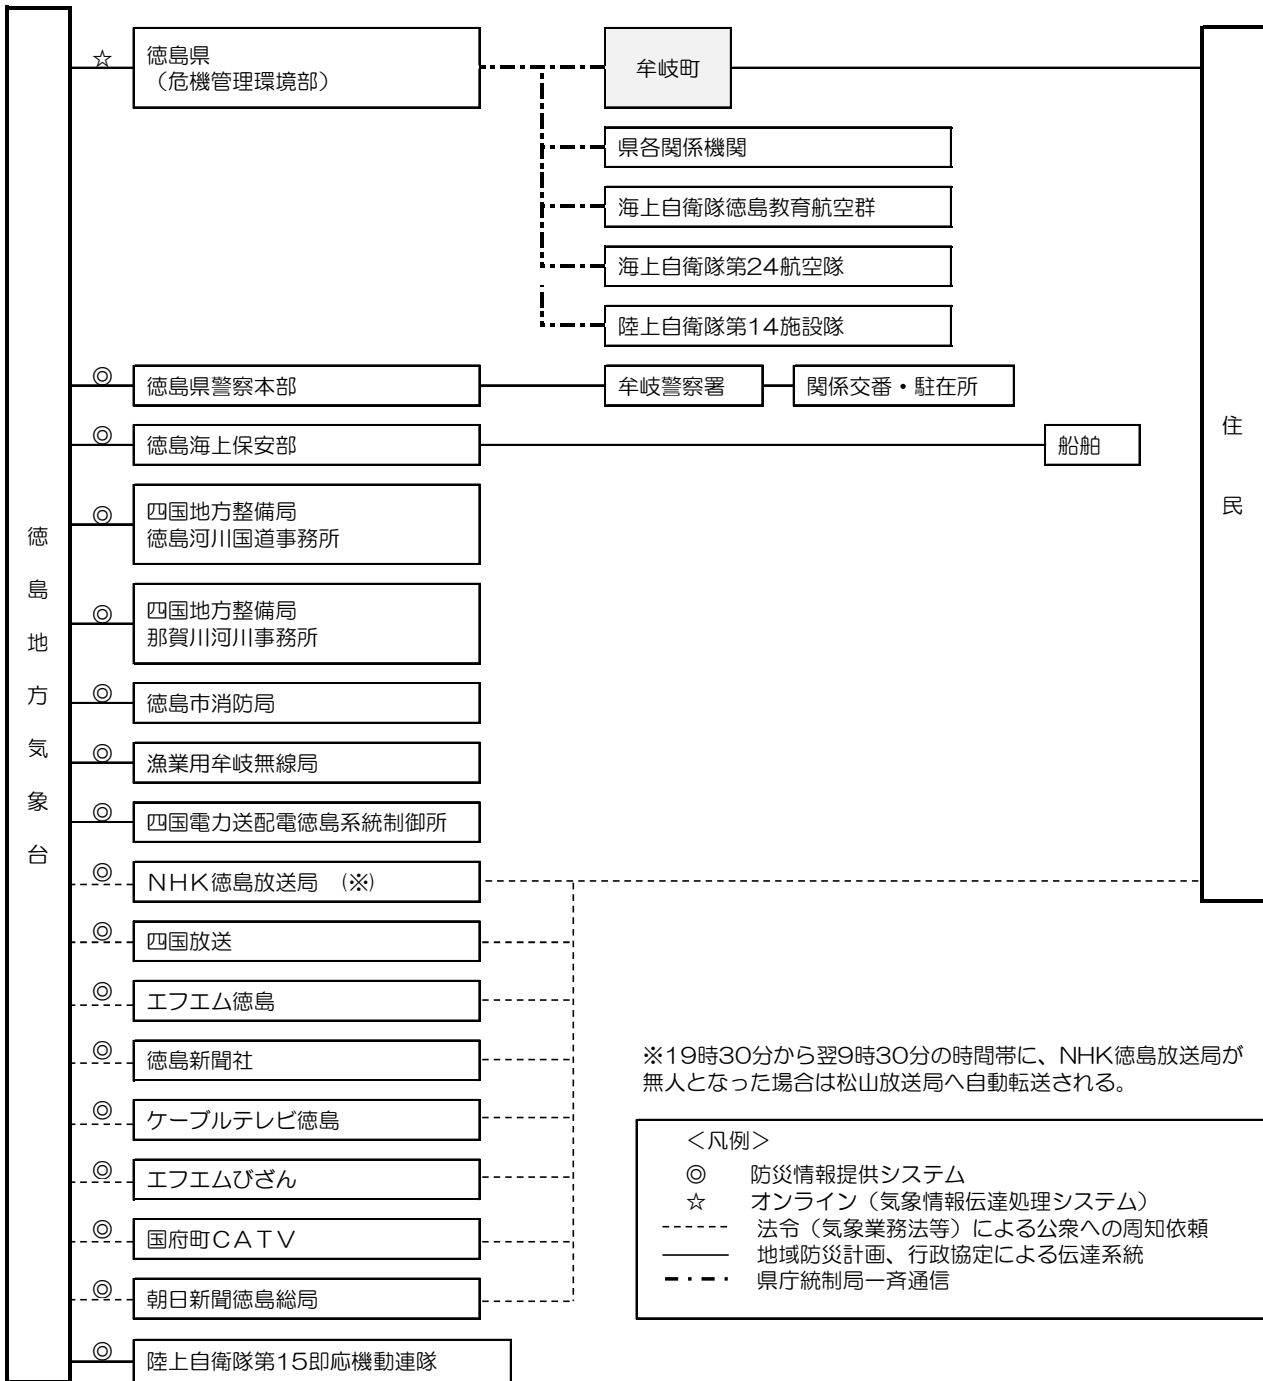 徳島地方気象台
☆
徳島県
（危機管理環境部）
牟岐町
県各関係機関
海上自衛隊徳島教育航空群
海上自衛隊第24航空隊
陸上自衛隊第14施設隊
◎
徳島県警察本部
牟岐警察署
関係交番・駐在所
◎
徳島海上保安部
船舶
住民
◎
四国地方整備局
徳島河川国道事務所
◎
四国地方整備局
那賀川河川事務所
◎
徳島市消防局
◎
漁業用牟岐無線局
◎
四国電力送配電徳島系統制御所
◎
NHK徳島放送局　(※)
◎
四国放送
◎
エフエム徳島
◎
徳島新聞社
◎
ケーブルテレビ徳島
◎
エフエムびざん
◎
国府町CATV
◎
朝日新聞徳島総局
◎
陸上自衛隊第15即応機動連隊
※19時30分から翌9時30分の時間帯に、NHK徳島放送局が
無人となった場合は松山放送局へ自動転送される。
＜凡例＞
◎　防災情報提供システム
☆　オンライン（気象情報伝達処理システム）
法令（気象業務法等）による公衆への周知依頼
地域防災計画、行政協定による伝達系統
県庁統制局一斉通信